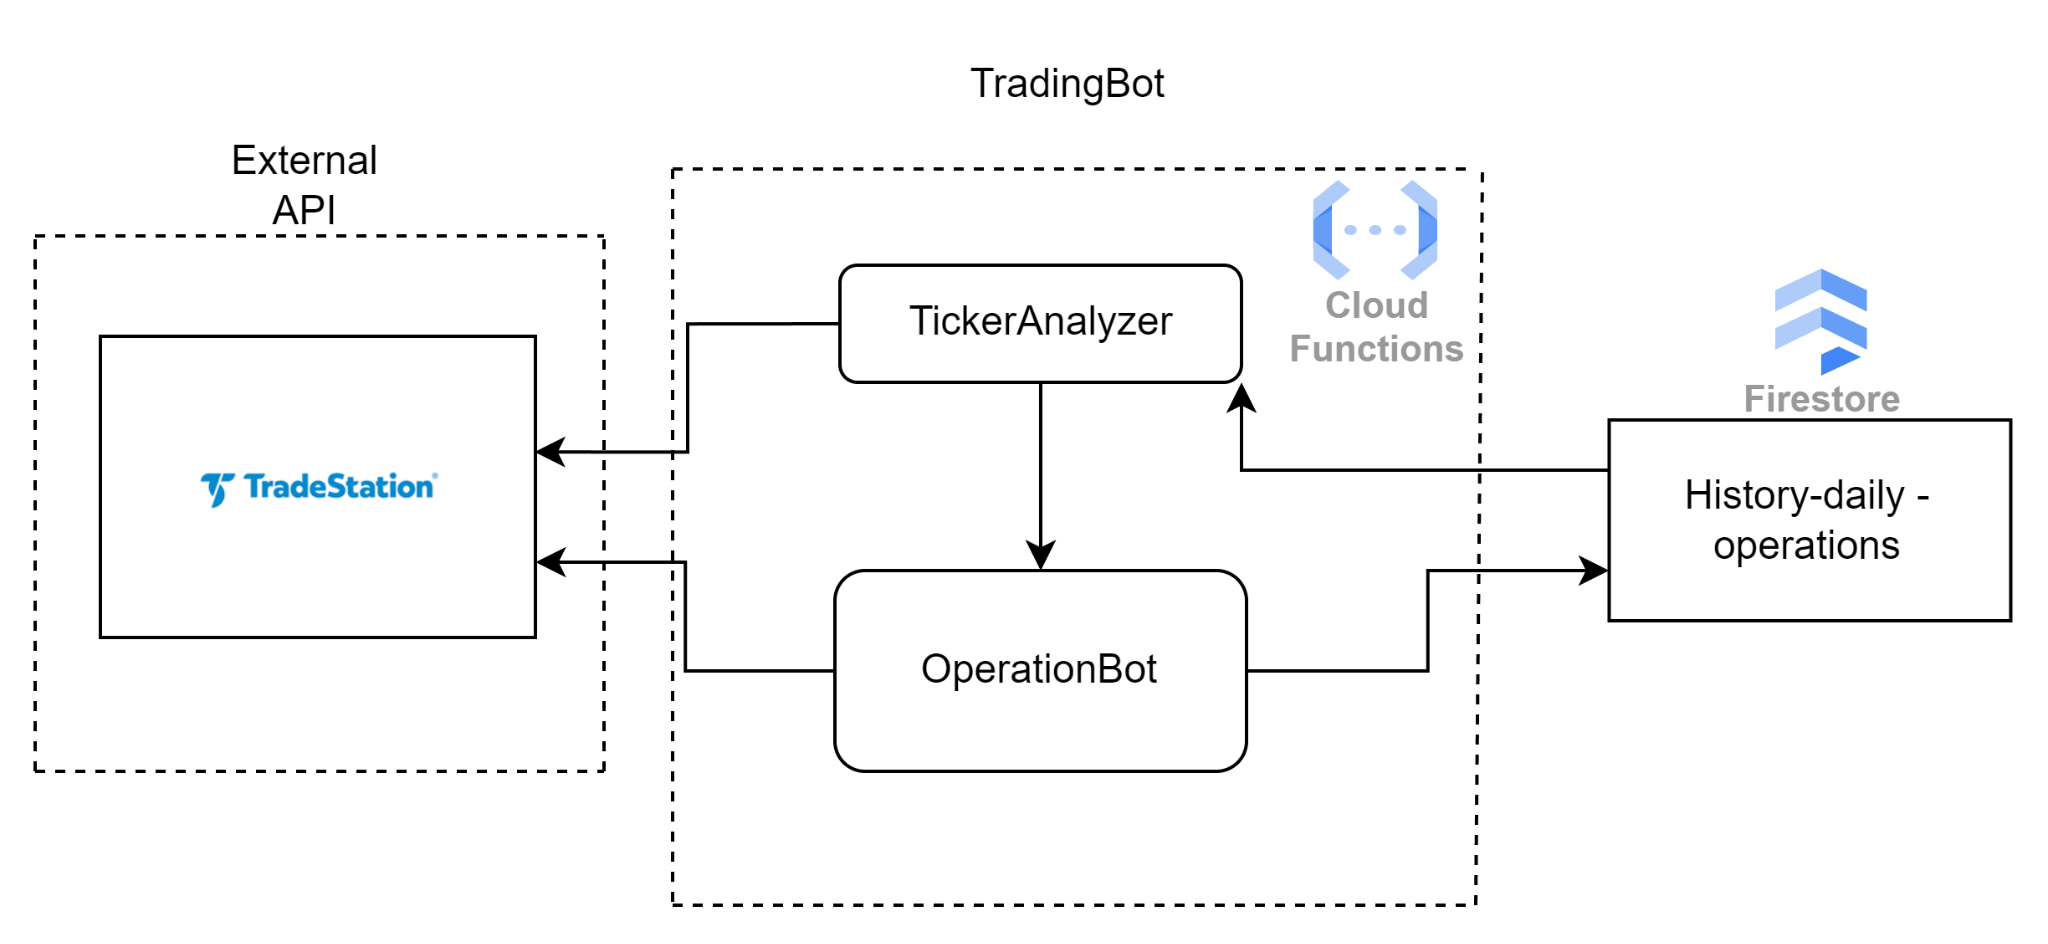 TradingBot
External
API
TickerAnalyzer
Cloud
Functions
Firestore
TradeStation
History-daily -
operations
OperationBot